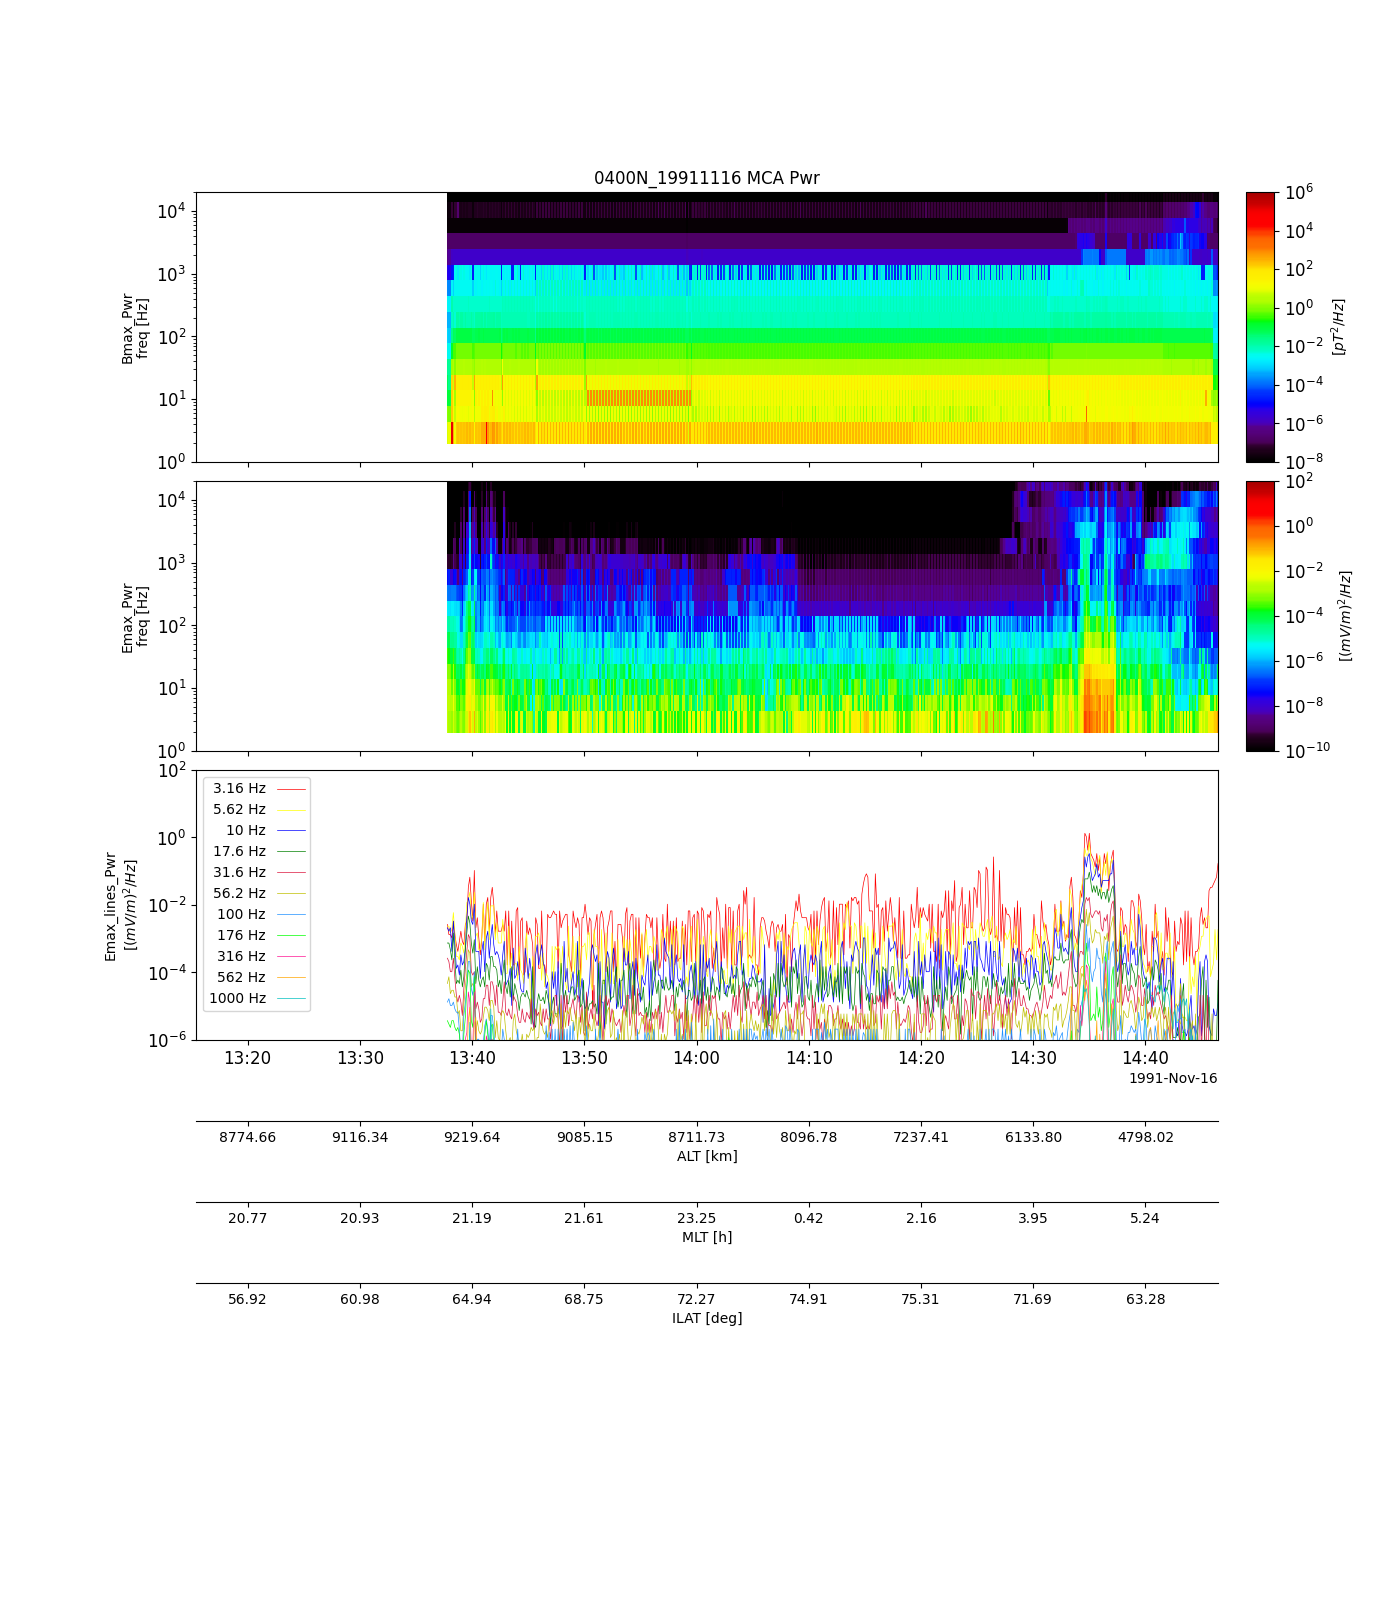 0400N_19911116 MCA Pwr
Bmax_Pwr
freq [Hz]
10^4
10^3
10^2
10^1
10^0
10^6
10^4
10^2
10^0
10^-2
10^-4
10^-6
10^-8
[pT^2/Hz]
Emax_Pwr
freq [Hz]
10^4
10^3
10^2
10^1
10^0
10^2
10^0
10^-2
10^-4
10^-6
10^-8
10^-10
[(mV/m)^2/Hz]
Emax_lines_Pwr
[(mV/m)^2/Hz]
10^2
10^0
10^-2
10^-4
10^-6
3.16 Hz
5.62 Hz
10 Hz
17.6 Hz
31.6 Hz
56.2 Hz
100 Hz
176 Hz
316 Hz
562 Hz
1000 Hz
13:20 13:30 13:40 13:50 14:00 14:10 14:20 14:30 14:40
1991-Nov-16
8774.66 9116.34 9219.64 9085.15 8711.73 8096.78 7237.41 6133.80 4798.02
ALT [km]
20.77 20.93 21.19 21.61 23.25 0.42 2.16 3.95 5.24
MLT [h]
56.92 60.98 64.94 68.75 72.27 74.91 75.31 71.69 63.28
ILAT [deg]